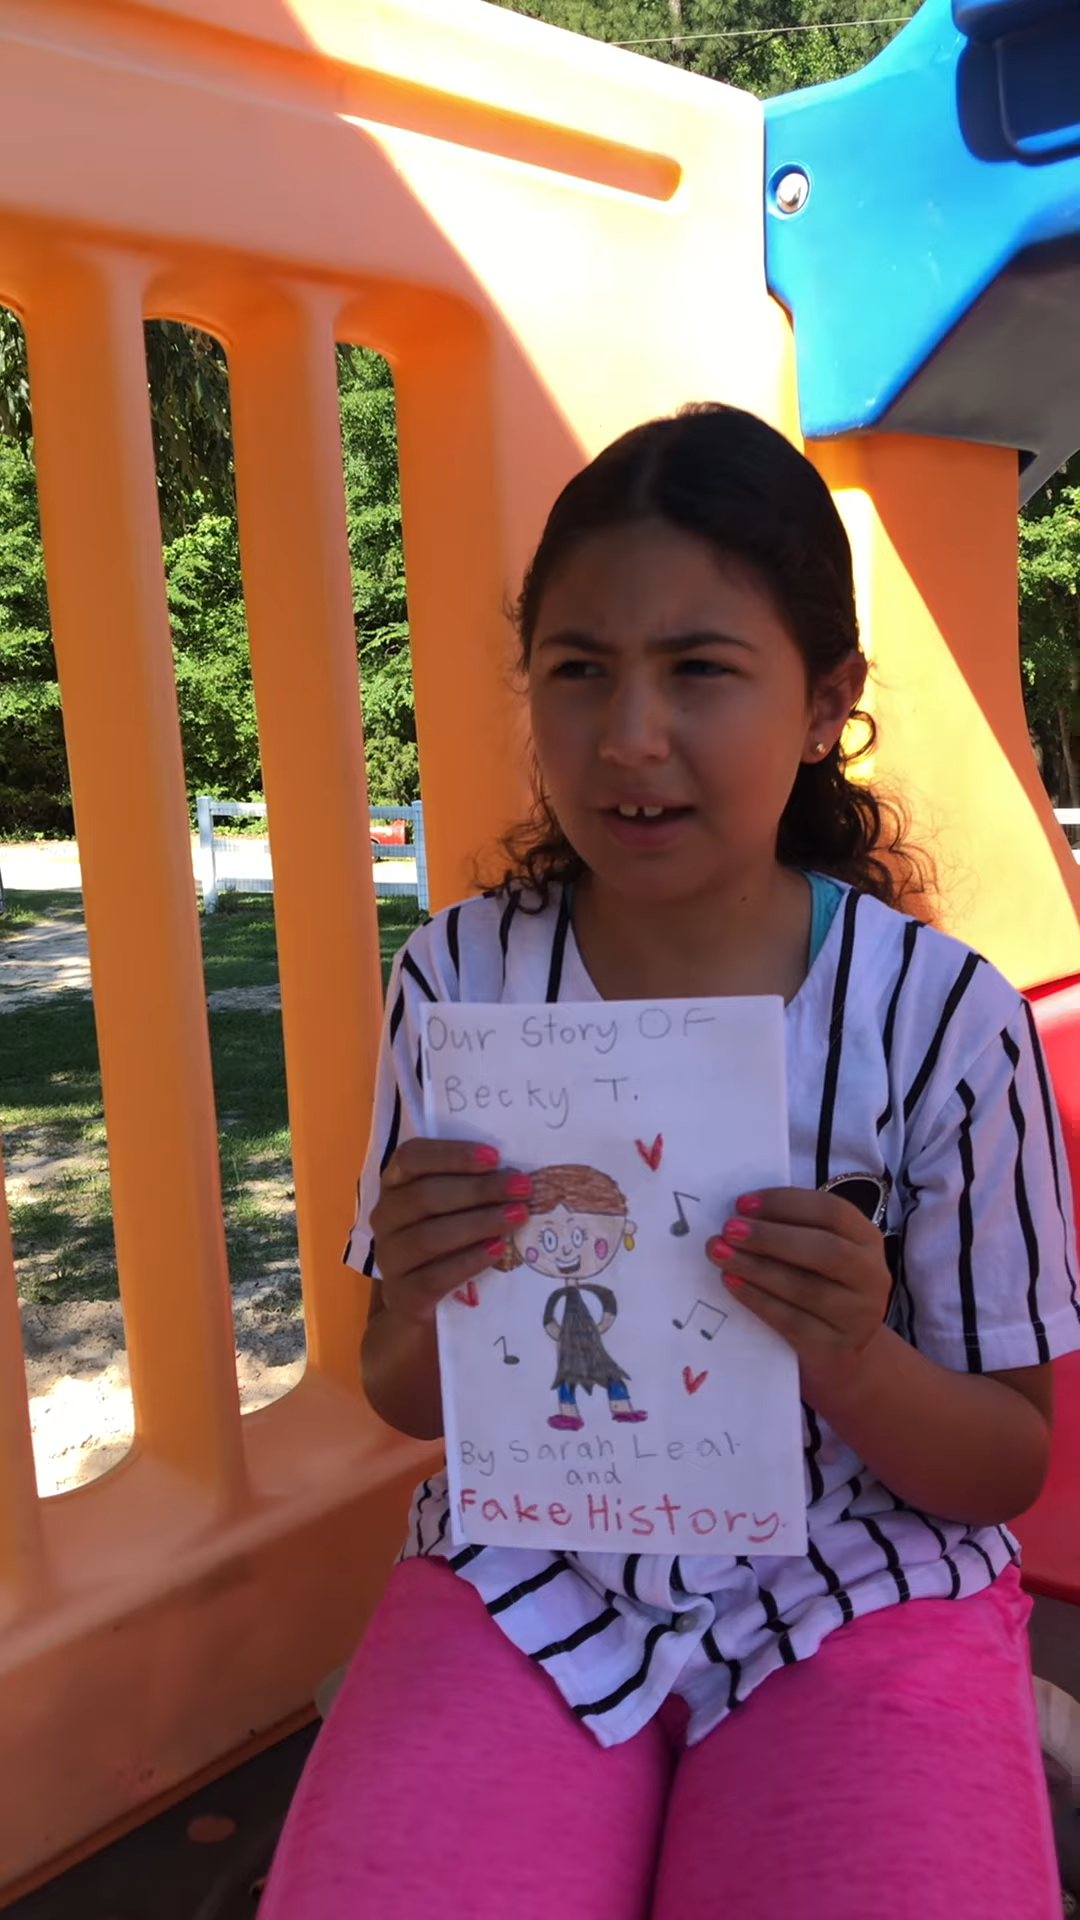 Our Story OF
Becky T.
By Sarah Leal.
and
Fake History.